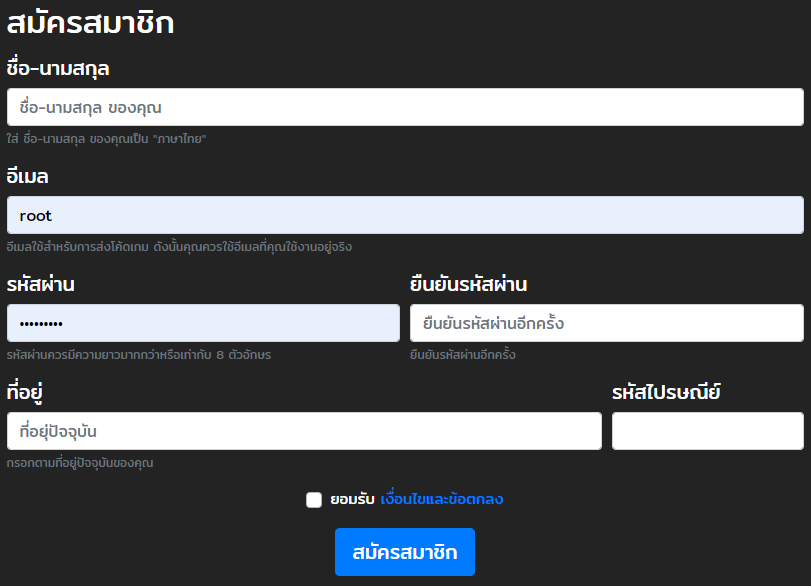 สมัครสมาชิก
ชื่อ-นามสกุล
ชื่อ-นามสกุล ของคุณ
ใส่ ชื่อ-นามสกุล ของคุณเป็น "ภาษาไทย"
อีเมล
root
อีเมลใช้สำหรับการส่งโค้ดเกม ดังนั้นคุณควรใช้อีเมลที่คุณใช้งานอยู่จริง
รหัสผ่าน ยืนยันรหัสผ่าน
••••••••• ยืนยันรหัสผ่านอีกครั้ง
รหัสผ่านควรมีความยาวมากกว่าหรือเท่ากับ 8 ตัวอักษร ยืนยันรหัสผ่านอีกครั้ง
ที่อยู่ รหัสไปรษณีย์
ที่อยุ่ปัจจุบัน
กรอกตามที่อยู่ปัจจุบันของคุณ
ยอมรับ เงื่อนไขและข้อตกลง
สมัครสมาชิก